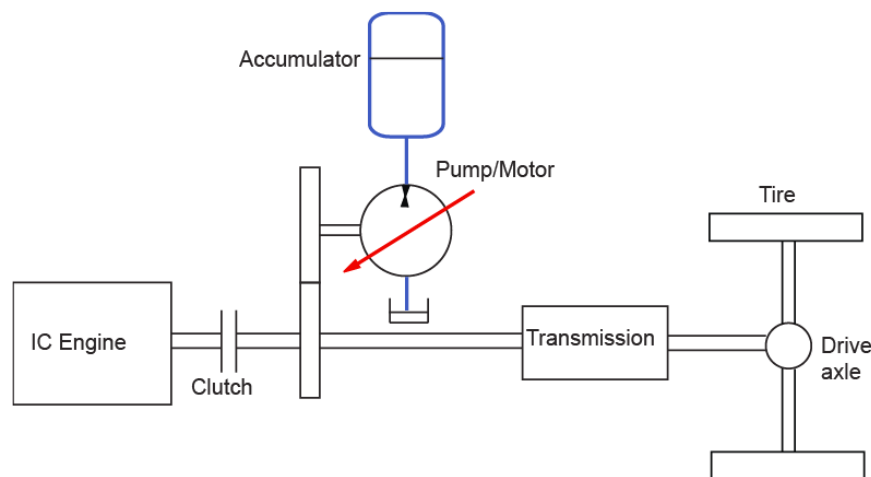 Accumulator
Pump/Motor
Tire
IC Engine
Clutch
Transmission
Drive
axle